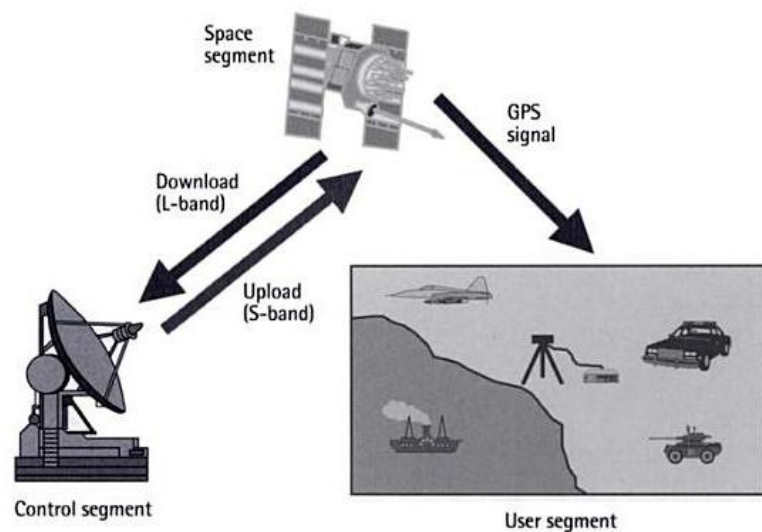 Space
segment
GPS
signal
Download
(L-band)
Upload
(S-band)
Control segment
User segment